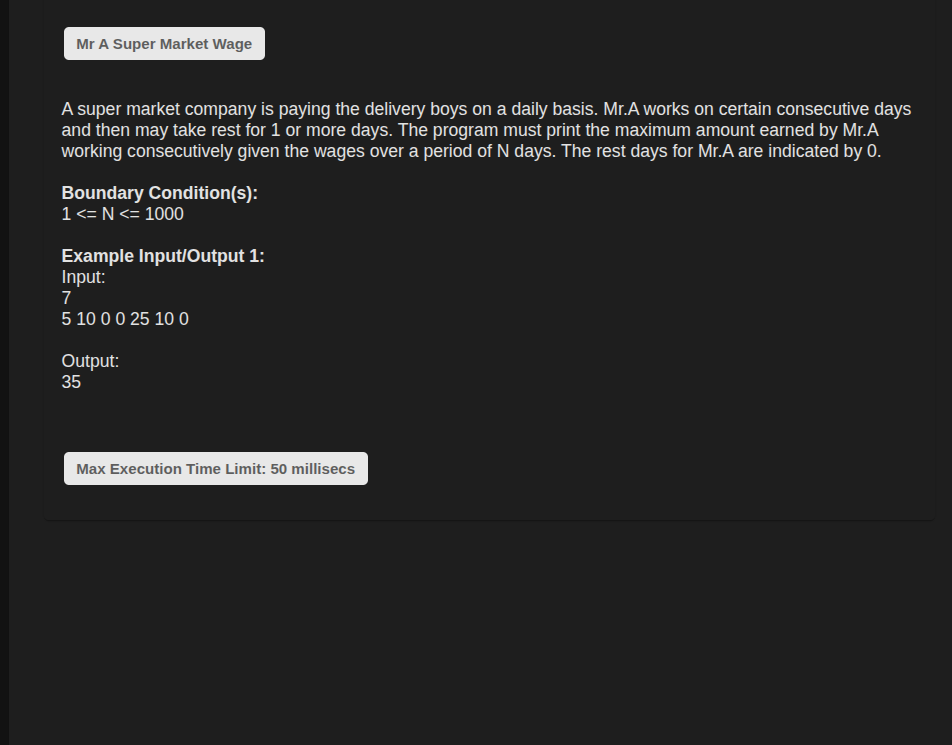 Mr A Super Market Wage
A super market company is paying the delivery boys on a daily basis. Mr.A works on certain consecutive days
and then may take rest for 1 or more days. The program must print the maximum amount earned by Mr.A
working consecutively given the wages over a period of N days. The rest days for Mr.A are indicated by 0.
Boundary Condition(s):
1 <= N <= 1000
Example Input/Output 1:
Input:
7
5 10 0 0 25 10 0
Output:
35
Max Execution Time Limit: 50 millisecs